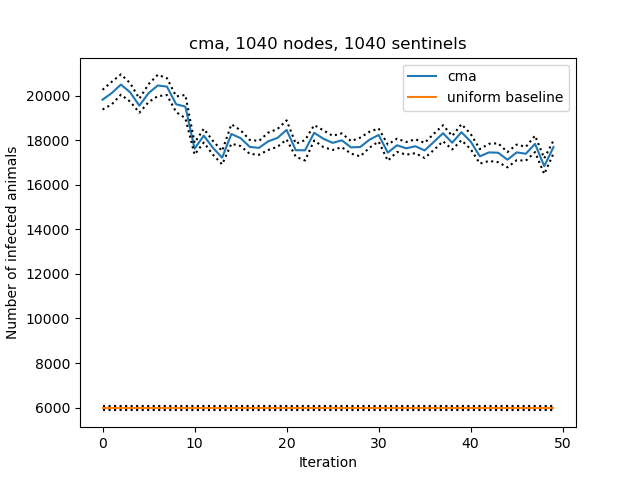 cma, 1040 nodes, 1040 sentinels
cma
uniform baseline
20000
18000
16000
14000
12000
10000
8000
6000
Number of infected animals
0 10 20 30 40 50
Iteration